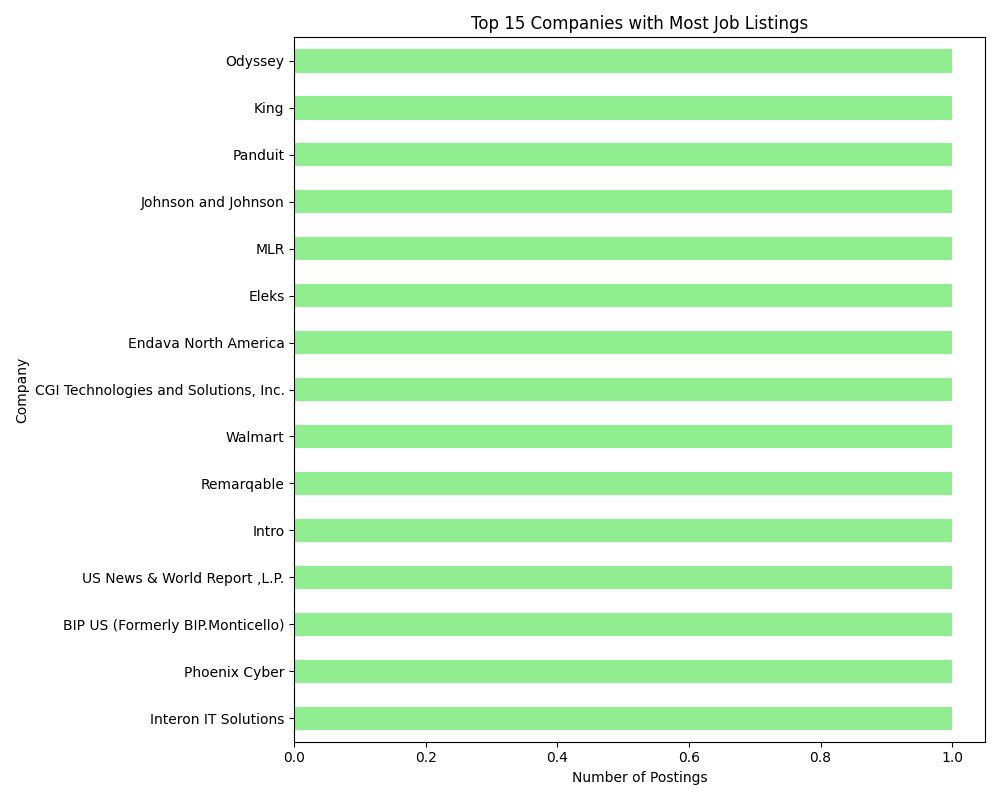 Top 15 Companies with Most Job Listings
Company
Odyssey
King
Panduit
Johnson and Johnson
MLR
Eleks
Endava North America
CGI Technologies and Solutions, Inc.
Walmart
Remarqable
Intro
US News & World Report ,L.P.
BIP US (Formerly BIP.Monticello)
Phoenix Cyber
Interon IT Solutions
0.0 0.2 0.4 0.6 0.8 1.0
Number of Postings